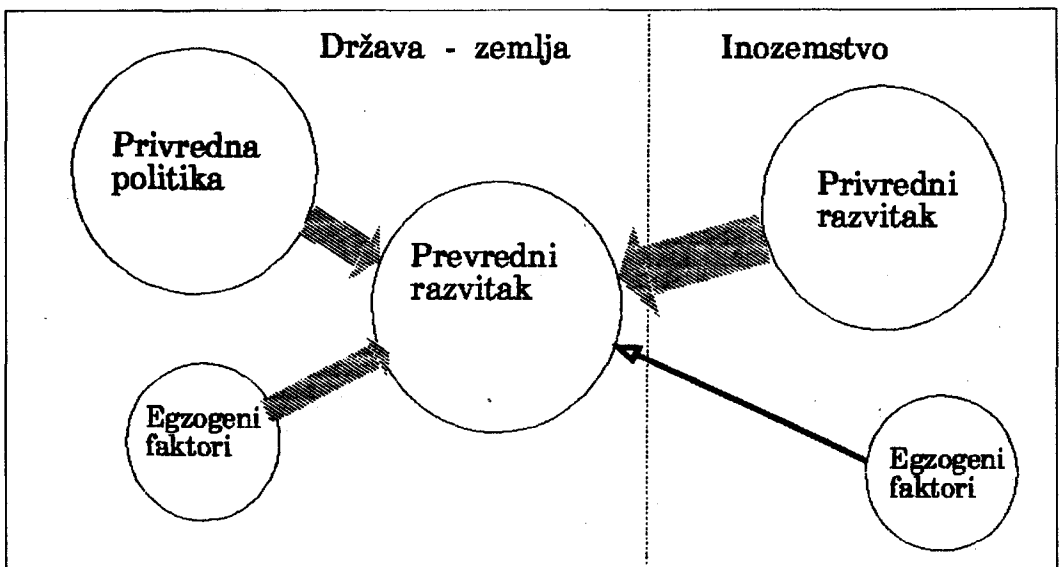 Država - zemlja
Inozemstvo
Privredna
politika
Privredni
razvitak
Prevredni
razvitak
Egzogeni
faktori
Egzogeni
faktori